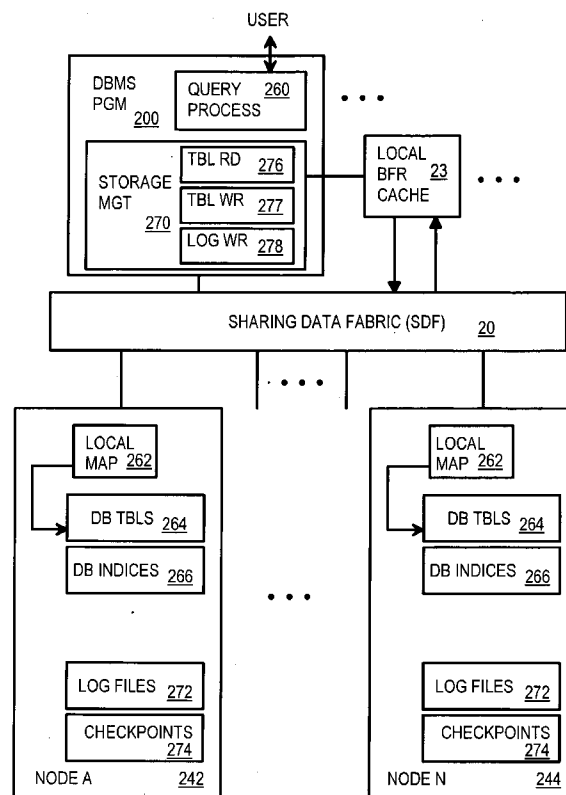 USER
DBMS
PGM 200
QUERY 260
PROCESS
STORAGE
MGT
270
TBL RD 276
TBL WR 277
LOG WR 278
LOCAL
BFR 23
CACHE
SHARING DATA FABRIC (SDF) 20
LOCAL
MAP 262
DB TBLS 264
DB INDICES 266
LOG FILES 272
CHECKPOINTS
274
NODE A 242
LOCAL
MAP 262
DB TBLS 264
DB INDICES 266
LOG FILES 272
CHECKPOINTS
274
NODE N 244